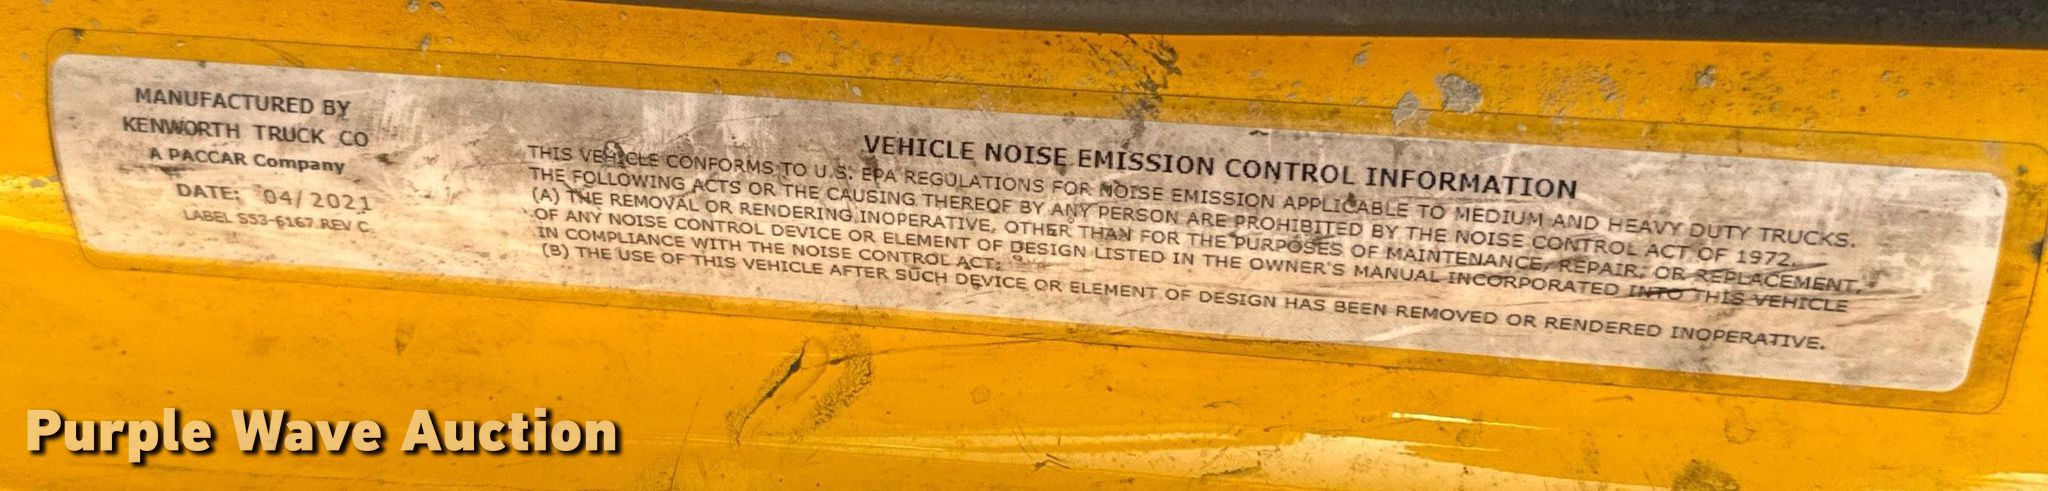 MANUFACTURED BY
KENWORTH TRUCK CO
A PACCAR Company
DATE: 04/2021
LABEL S53-6167 REV C
VEHICLE NOISE EMISSION CONTROL INFORMATION
THIS VEHICLE CONFORMS TO U.S. EPA REGULATIONS FOR NOISE EMISSION APPLICABLE TO MEDIUM AND HEAVY DUTY TRUCKS.
THE FOLLOWING ACTS OR THE CAUSING THEREOF BY ANY PERSON ARE PROHIBITED BY THE NOISE CONTROL ACT OF 1972.
(A) THE REMOVAL OR RENDERING INOPERATIVE, OTHER THAN FOR THE PURPOSES OF MAINTENANCE, REPAIR, OR REPLACEMENT,
OF ANY NOISE CONTROL DEVICE OR ELEMENT OF DESIGN LISTED IN THE OWNER'S MANUAL INCORPORATED INTO THIS VEHICLE
IN COMPLIANCE WITH THE NOISE CONTROL ACT;
(B) THE USE OF THIS VEHICLE AFTER SUCH DEVICE OR ELEMENT OF DESIGN HAS BEEN REMOVED OR RENDERED INOPERATIVE.
Purple Wave Auction